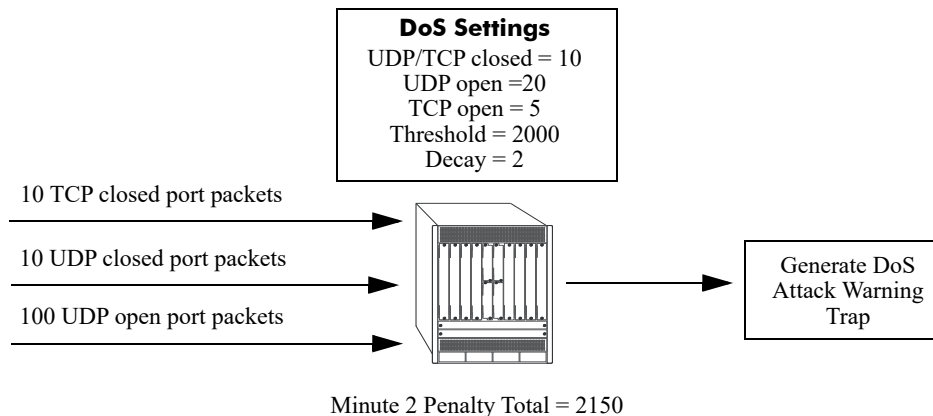 DoS Settings
UDP/TCP closed = 10
UDP open =20
TCP open = 5
Threshold = 2000
Decay = 2
10 TCP closed port packets
10 UDP closed port packets
100 UDP open port packets
Generate DoS
Attack Warning
Trap
Minute 2 Penalty Total = 2150